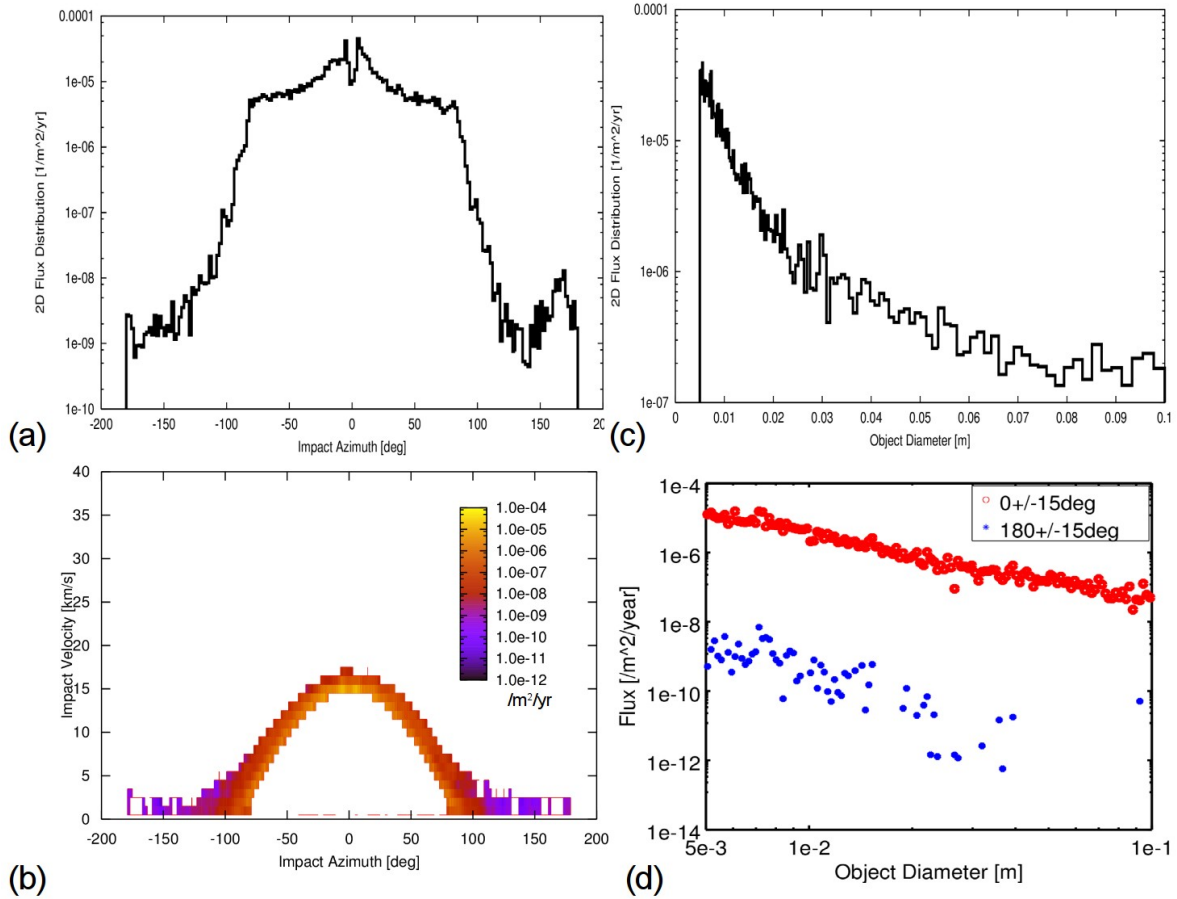 0.0001
1e-05
1e-06
1e-07
1e-08
1e-09
1e-10
2D Flux Distribution [1/m^2/yr]
-200 -150 -100 -50 0 50 100 150 20
Impact Azimuth [deg]
(a)
0.0001
1e-05
1e-06
1e-07
2D Flux Distribution [1/m^2/yr]
0 0.01 0.02 0.03 0.04 0.05 0.06 0.07 0.08 0.09 0.1
Object Diameter [m]
(c)
40
35
30
25
20
15
10
5
0
Impact Velocity [km/s]
1.0e-04
1.0e-05
1.0e-06
1.0e-07
1.0e-08
1.0e-09
1.0e-10
1.0e-11
1.0e-12
/m²/yr
-200 -150 -100 -50 0 50 100 150 200
Impact Azimuth [deg]
(b)
1e-4
1e-6
1e-8
1e-10
1e-12
1e-14
Flux [/m^2/year]
0+/-15deg
180+/-15deg
5e-3 1e-2 1e-1
Object Diameter [m]
(d)